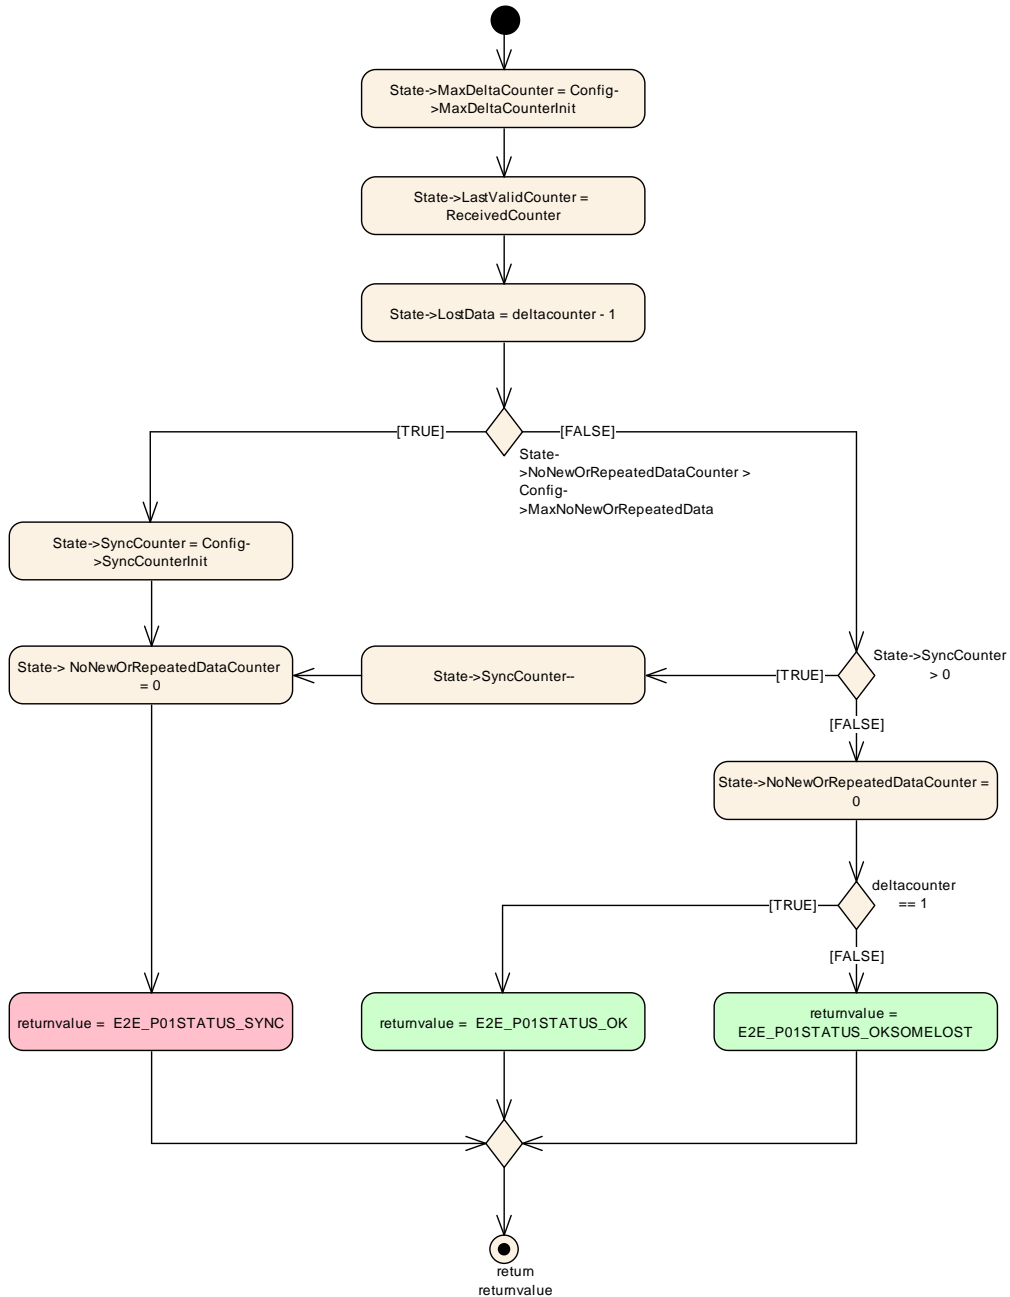 State->MaxDeltaCounter = Config-
>MaxDeltaCounterInit
State->LastValidCounter =
ReceivedCounter
State->LostData = deltacounter - 1
[TRUE]
[FALSE]
State-
>NoNewOrRepeatedDataCounter >
Config-
>MaxNoNewOrRepeatedData
State->SyncCounter = Config-
>SyncCounterInit
State-> NoNewOrRepeatedDataCounter
= 0
State->SyncCounter--
[TRUE]
State->SyncCounter
> 0
[FALSE]
State->NoNewOrRepeatedDataCounter =
0
[TRUE]
deltacounter
== 1
[FALSE]
returnvalue =  E2E_P01STATUS_SYNC
returnvalue =  E2E_P01STATUS_OK
returnvalue =
E2E_P01STATUS_OKSOMELOST
return
returnvalue